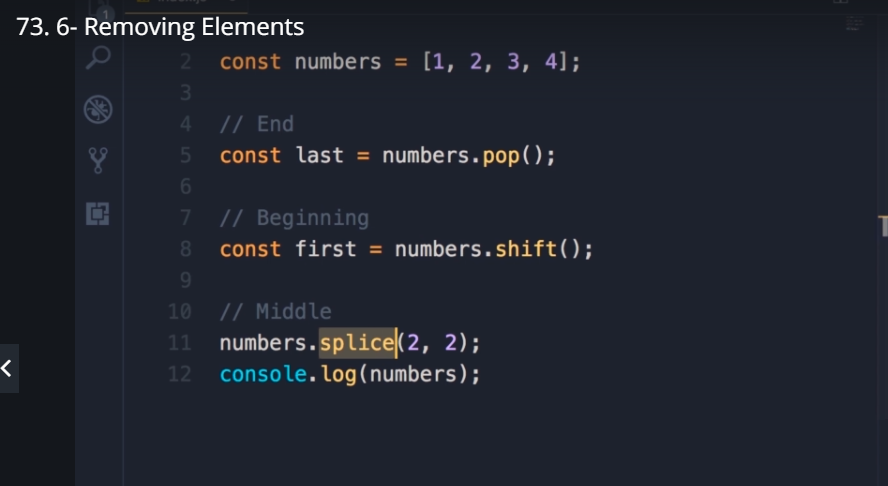 73. 6- Removing Elements
1
2 const numbers = [1, 2, 3, 4];
3
4 // End
5 const last = numbers.pop();
6
7 // Beginning
8 const first = numbers.shift();
9
10 // Middle
11 numbers.splice(2, 2);
12 console.log(numbers);